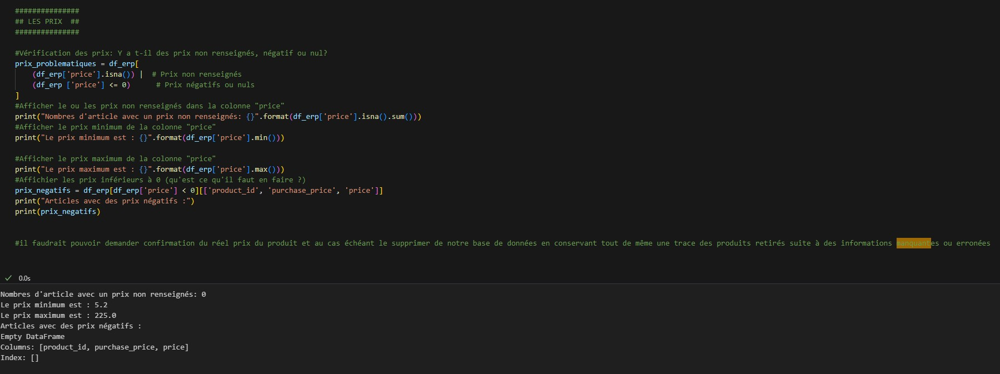 ###############
## LES PRIX  ##
###############
#Vérification des prix: Y a t-il des prix non renseignés, négatif ou nul?
prix_problematiques = df_erp[
    (df_erp['price'].isna()) |  # Prix non renseignés
    (df_erp ['price'] <= 0)      # Prix négatifs ou nuls
]
#Afficher le ou les prix non renseignés dans la colonne "price"
print("Nombres d'article avec un prix non renseignés: {}".format(df_erp['price'].isna().sum()))
#Afficher le prix minimum de la colonne "price"
print("Le prix minimum est : {}".format(df_erp['price'].min()))
#Afficher le prix maximum de la colonne "price"
print("Le prix maximum est : {}".format(df_erp['price'].max()))
#Affichier les prix inférieurs à 0 (qu'est ce qu'il faut en faire ?)
prix_negatifs = df_erp[df_erp['price'] < 0][['product_id', 'purchase_price', 'price']]
print("Articles avec des prix négatifs :")
print(prix_negatifs)
#il faudrait pouvoir demander confirmation du réel prix du produit et au cas échéant le supprimer de notre base de données en conservant tout de même une trace des produits retirés suite à des informations manquantes ou erronées
0.0s
Nombres d'article avec un prix non renseignés: 0
Le prix minimum est : 5.2
Le prix maximum est : 225.0
Articles avec des prix négatifs :
Empty DataFrame
Columns: [product_id, purchase_price, price]
Index: []